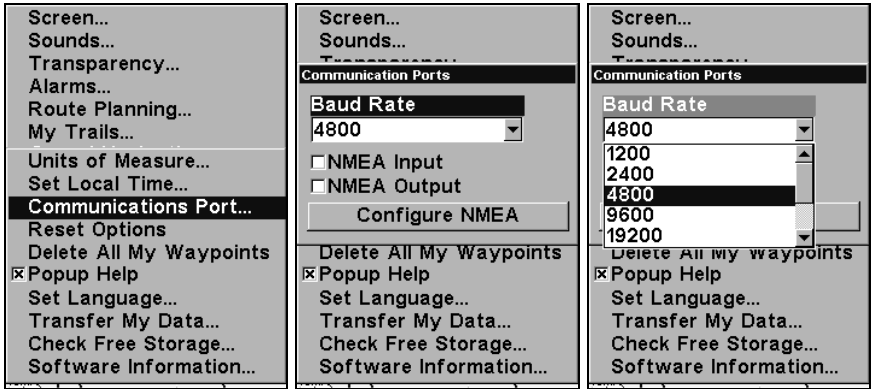 Screen...
Sounds...
Transparency...
Alarms...
Route Planning...
My Trails...
Units of Measure...
Set Local Time...
Communications Port...
Reset Options
Delete All My Waypoints
Popup Help
Set Language...
Transfer My Data...
Check Free Storage...
Software Information...
Screen...
Sounds...
Transparency...
Communication Ports
Baud Rate
4800
NMEA Input
NMEA Output
Configure NMEA
Delete All My Waypoints
Popup Help
Set Language...
Transfer My Data...
Check Free Storage...
Software Information...
Screen...
Sounds...
Transparency...
Communication Ports
Baud Rate
4800
1200
2400
4800
9600
19200
Delete All My Waypoints
Popup Help
Set Language...
Transfer My Data...
Check Free Storage...
Software Information...